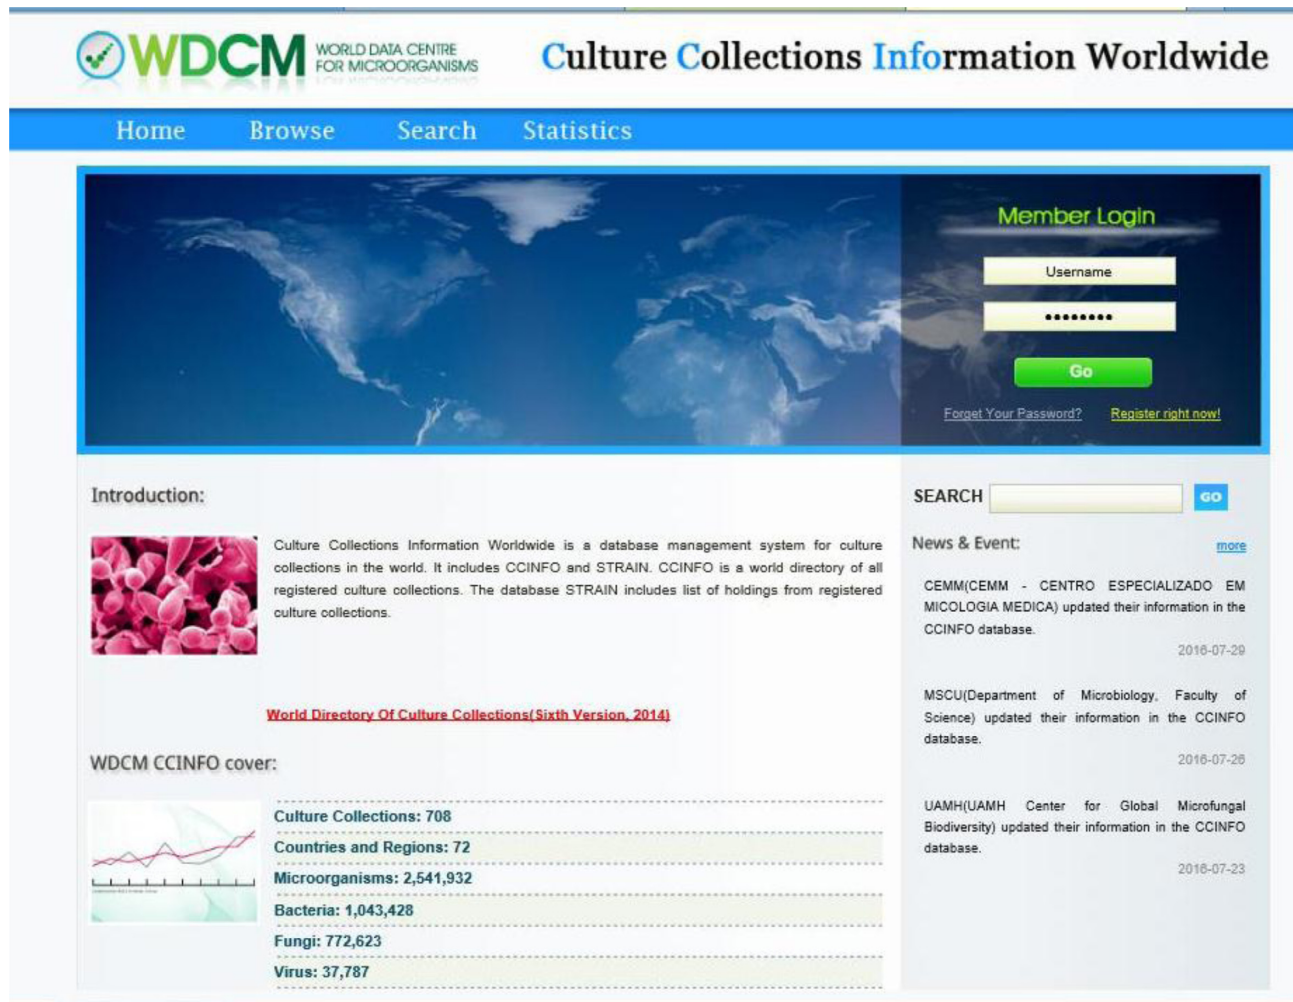 WDCM WORLD DATA CENTRE
FOR MICROORGANISMS
Culture Collections Information Worldwide
Home Browse Search Statistics
Member Login
Username
••••••••
Go
Forget Your Password? Register right now!
Introduction:
Culture Collections Information Worldwide is a database management system for culture
collections in the world. It includes CCINFO and STRAIN. CCINFO is a world directory of all
registered culture collections. The database STRAIN includes list of holdings from registered
culture collections.
World Directory Of Culture Collections(Sixth Version, 2014)
WDCM CCINFO cover:
Culture Collections: 708
Countries and Regions: 72
Microorganisms: 2,541,932
Bacteria: 1,043,428
Fungi: 772,623
Virus: 37,787
SEARCH GO
News & Event: more
CEMM(CEMM - CENTRO ESPECIALIZADO EM
MICOLOGIA MEDICA) updated their information in the
CCINFO database.
2016-07-29
MSCU(Department of Microbiology, Faculty of
Science) updated their information in the CCINFO
database.
2016-07-26
UAMH(UAMH Center for Global Microfungal
Biodiversity) updated their information in the CCINFO
database.
2016-07-23